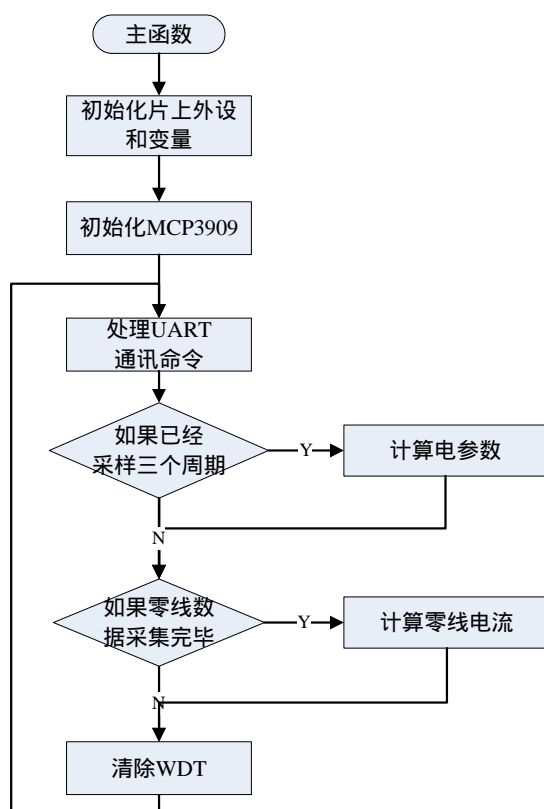 主函数
初始化片上外设
和变量
初始化MCP3909
处理UART
通讯命令
如果已经
采样三个周期
Y
计算电参数
N
如果零线数
据采集完毕
Y
计算零线电流
N
清除WDT